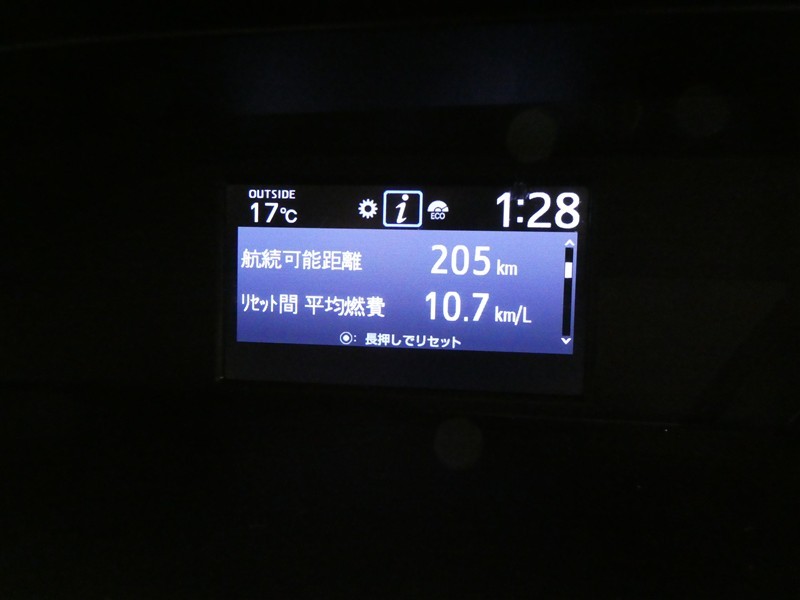 OUTSIDE
17℃
ECO
1:28
航続可能距離 205 km
リセット間 平均燃費 10.7 km/L
◉: 長押しでリセット